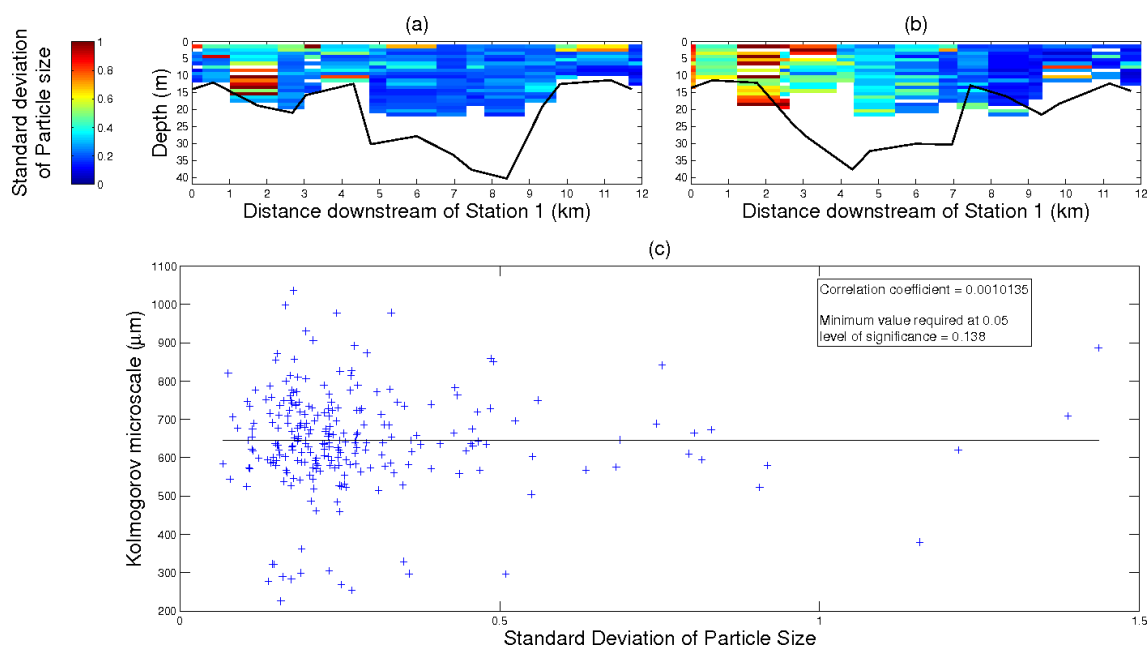 (a)
(b)
Standard deviation
of Particle size
1
0.8
0.6
0.4
0.2
0
Depth (m)
0
5
10
15
20
25
30
35
40
0 1 2 3 4 5 6 7 8 9 10 11 12
Distance downstream of Station 1 (km)
0
5
10
15
20
25
30
35
40
0 1 2 3 4 5 6 7 8 9 10 11 12
Distance downstream of Station 1 (km)
(c)
Kolmogorov microscale (μm)
1100
1000
900
800
700
600
500
400
300
200
Correlation coefficient = 0.0010135
Minimum value required at 0.05
level of significance = 0.138
0 0.5 1 1.5
Standard Deviation of Particle Size